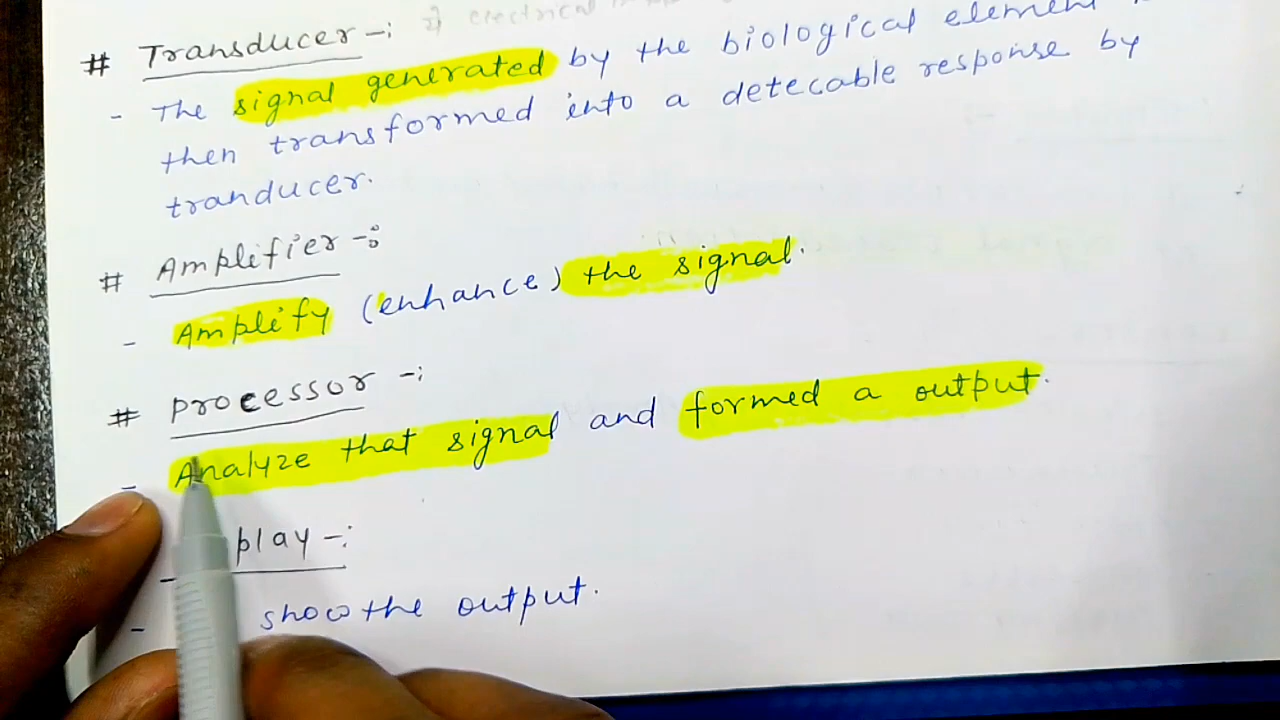 # Transducer -: ये electrical
- The signal generated by the biological element
then transformed into a detecable response by
tranducer.
# Amplifier -:
- Amplify (enhance) the signal.
# processor -:
- Analyze that signal and formed a output.
play -:
- show the output.